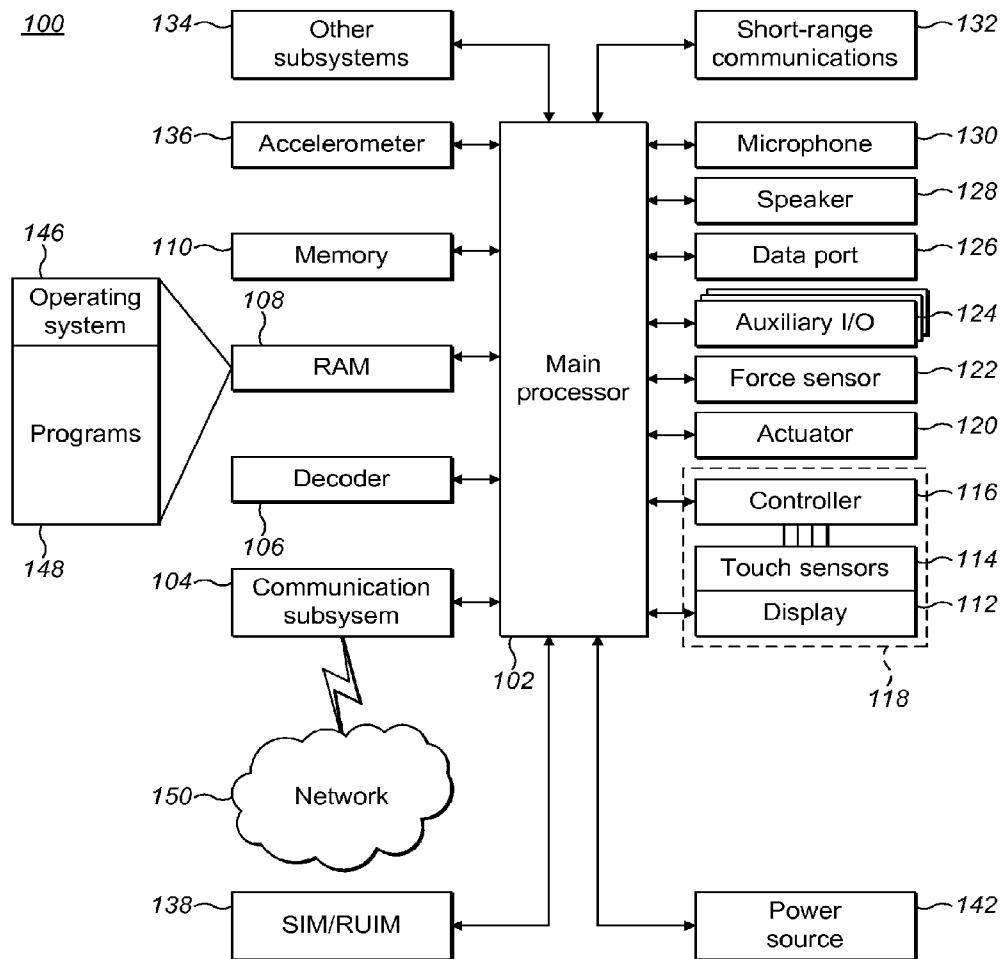 100
134
Other
subsystems
Short-range
communications
132
136
Accelerometer
Microphone
130
Speaker
128
146
110
Memory
Data port
126
Operating
system
108
Auxiliary I/O
124
RAM
Main
processor
Force sensor
122
Programs
Actuator
120
Decoder
Controller
116
106
148
104
Communication
subsysem
Touch sensors
114
Display
112
102
118
150
Network
138
SIM/RUIM
Power
source
142